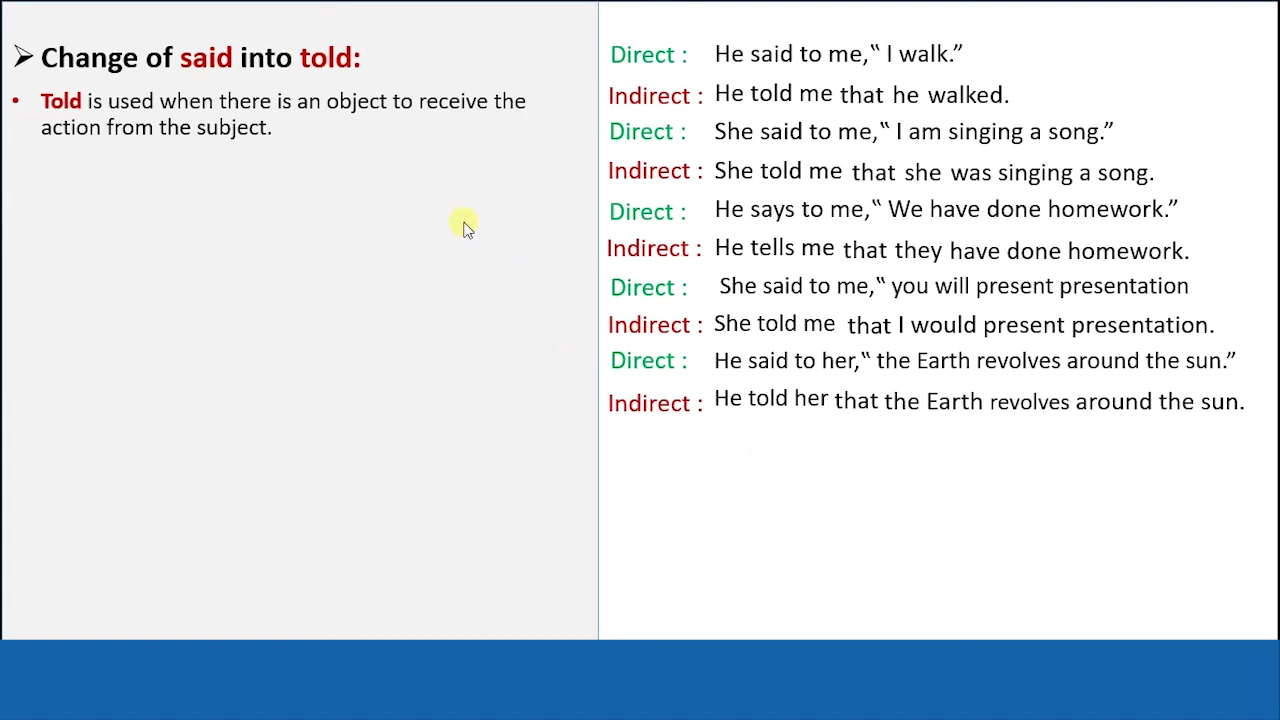 ➢ Change of said into told:
• Told is used when there is an object to receive the
action from the subject.
Direct : He said to me,‟ I walk.”
Indirect : He told me that he walked.
Direct : She said to me,‟ I am singing a song.”
Indirect : She told me that she was singing a song.
Direct : He says to me,‟ We have done homework.”
Indirect : He tells me that they have done homework.
Direct : She said to me,‟ you will present presentation
Indirect : She told me that I would present presentation.
Direct : He said to her,‟ the Earth revolves around the sun.”
Indirect : He told her that the Earth revolves around the sun.